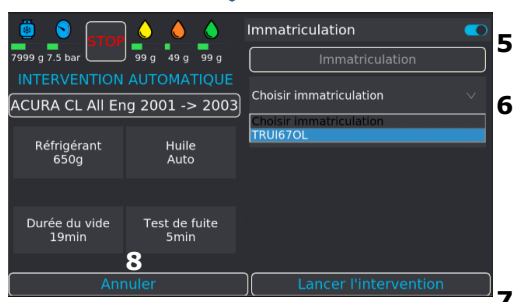 STOP
7999 g 7.5 bar 99 g 49 g 99 g
INTERVENTION AUTOMATIQUE
ACURA CL All Eng 2001 -> 2003
Réfrigérant
650g
Huile
Auto
Durée du vide
19min
Test de fuite
5min
8
Annuler
Immatriculation
5
Immatriculation
Choisir immatriculation
6
Choisir immatriculation
TRUI67OL
Lancer l'intervention
7